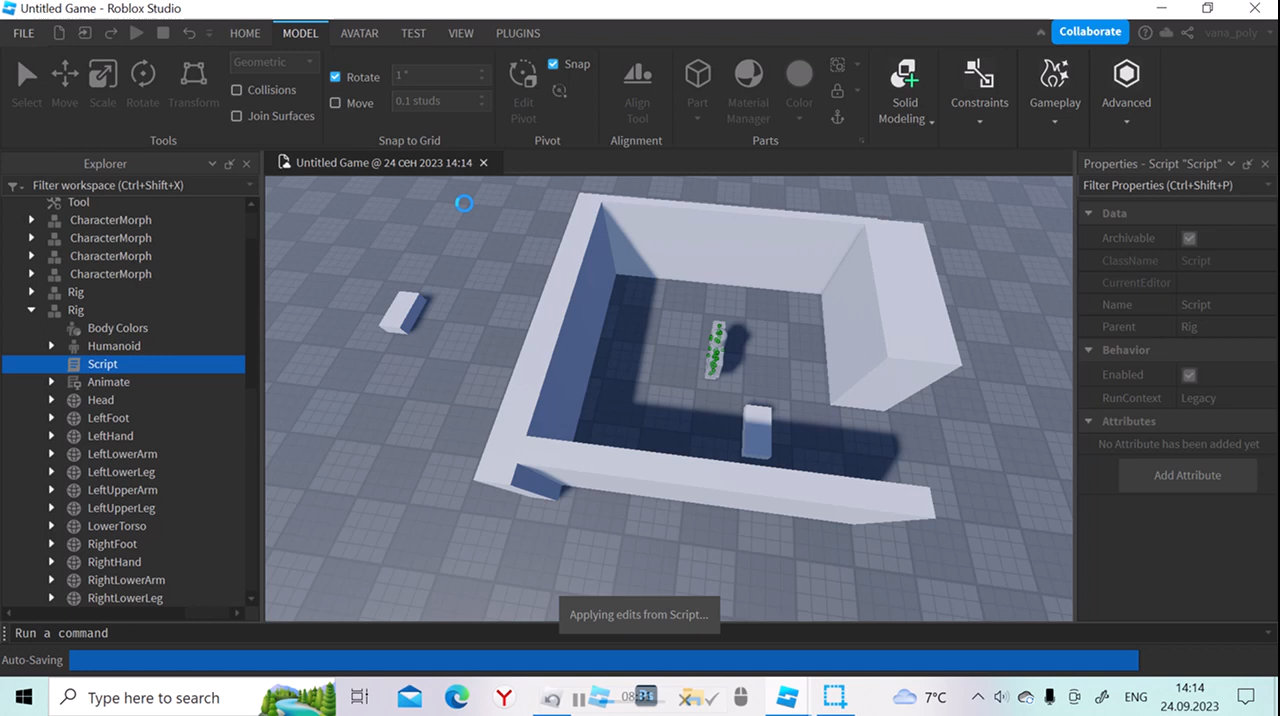 Untitled Game - Roblox Studio
FILE HOME MODEL AVATAR TEST VIEW PLUGINS Collaborate vana_poly
Select Move Scale Rotate Transform
Geometric
Collisions
Join Surfaces
Tools
Rotate 1 °
Move 0.1 studs
Snap to Grid
Edit Pivot
Snap
Pivot
Align Tool
Alignment
Part
Material Manager
Color
Parts
Solid Modeling
Constraints
Gameplay
Advanced
Explorer
Filter workspace (Ctrl+Shift+X)
Tool
CharacterMorph
CharacterMorph
CharacterMorph
CharacterMorph
Rig
Rig
Body Colors
Humanoid
Script
Animate
Head
LeftFoot
LeftHand
LeftLowerArm
LeftLowerLeg
LeftUpperArm
LeftUpperLeg
LowerTorso
RightFoot
RightHand
RightLowerArm
RightLowerLeg
Untitled Game @ 24 сен 2023 14:14
Applying edits from Script...
Properties - Script "Script"
Filter Properties (Ctrl+Shift+P)
Data
Archivable
ClassName Script
CurrentEditor
Name Script
Parent Rig
Behavior
Enabled
RunContext Legacy
Attributes
No Attribute has been added yet
Add Attribute
Run a command
Auto-Saving
Type here to search
7°C
ENG
14:14
24.09.2023